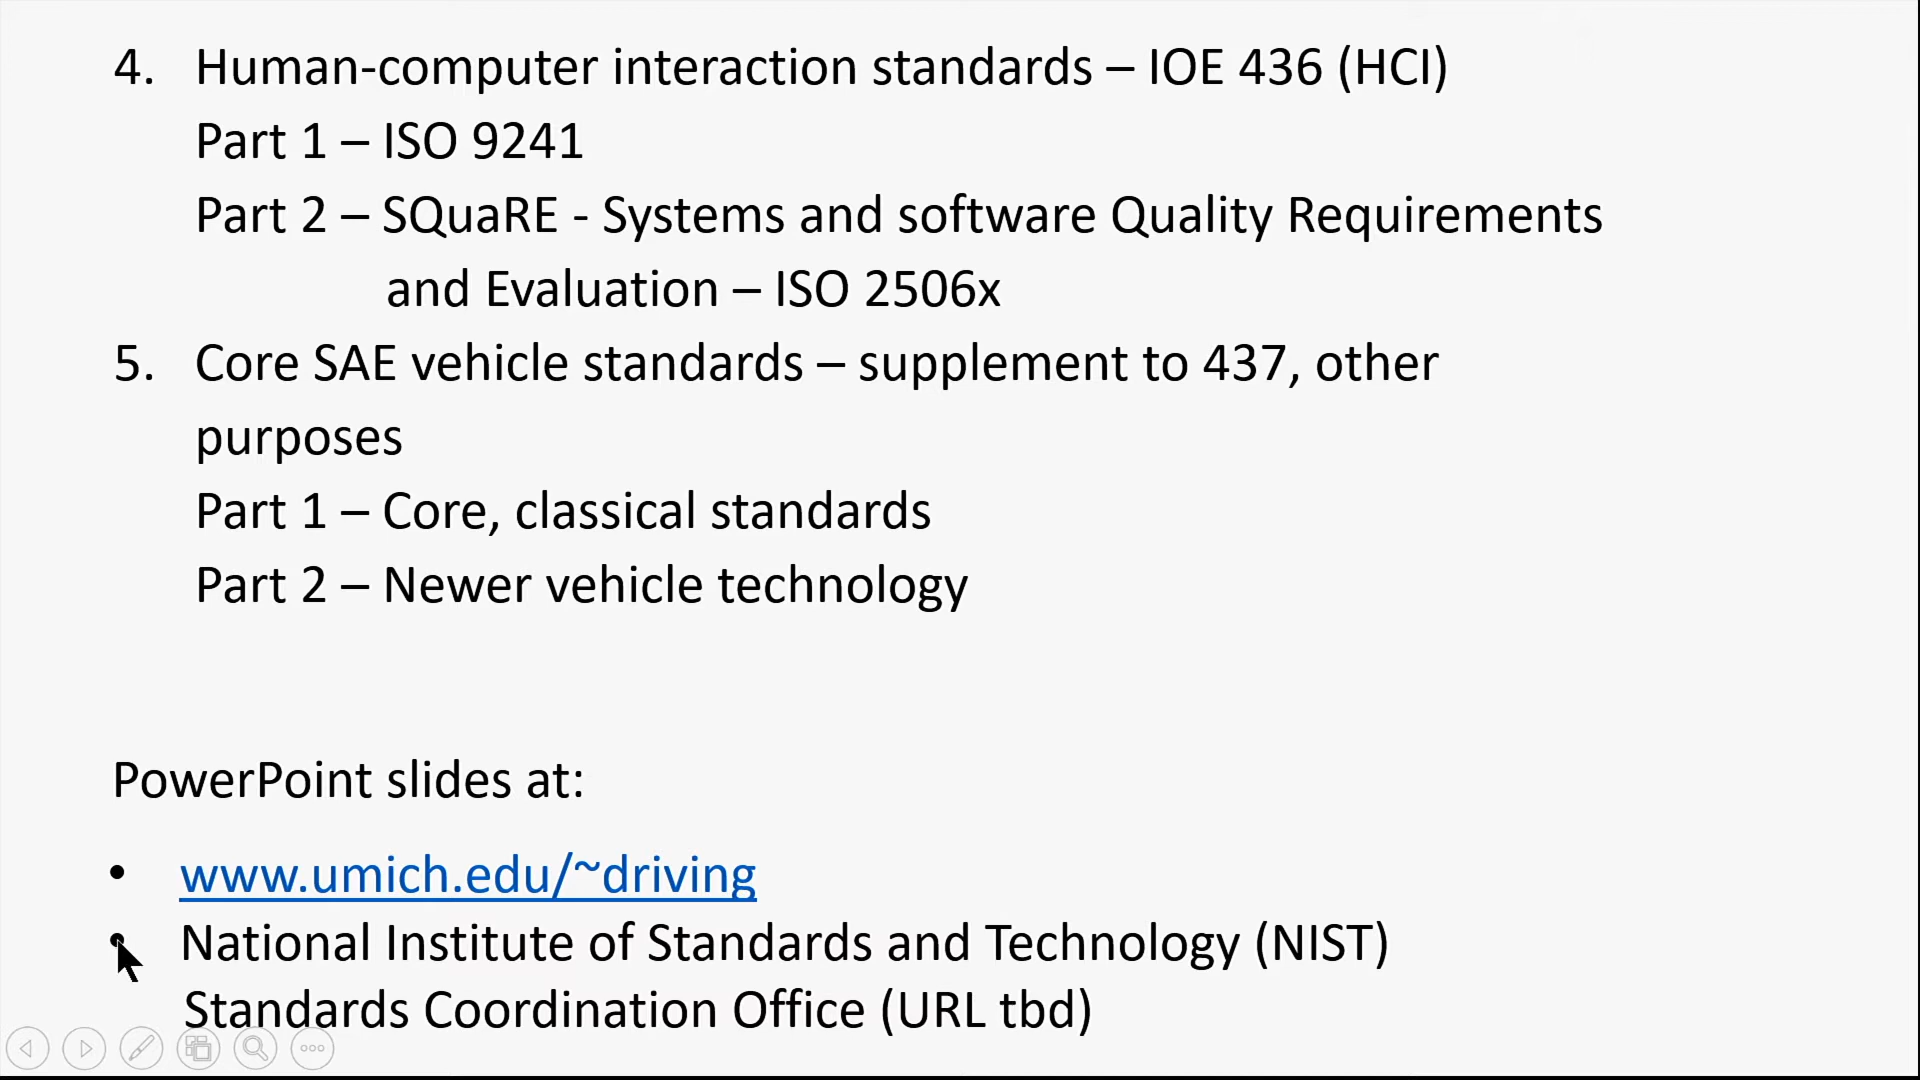 4. Human-computer interaction standards – IOE 436 (HCI)
Part 1 – ISO 9241
Part 2 – SQuaRE - Systems and software Quality Requirements
and Evaluation – ISO 2506x
5. Core SAE vehicle standards – supplement to 437, other
purposes
Part 1 – Core, classical standards
Part 2 – Newer vehicle technology
PowerPoint slides at:
• www.umich.edu/~driving
• National Institute of Standards and Technology (NIST)
Standards Coordination Office (URL tbd)